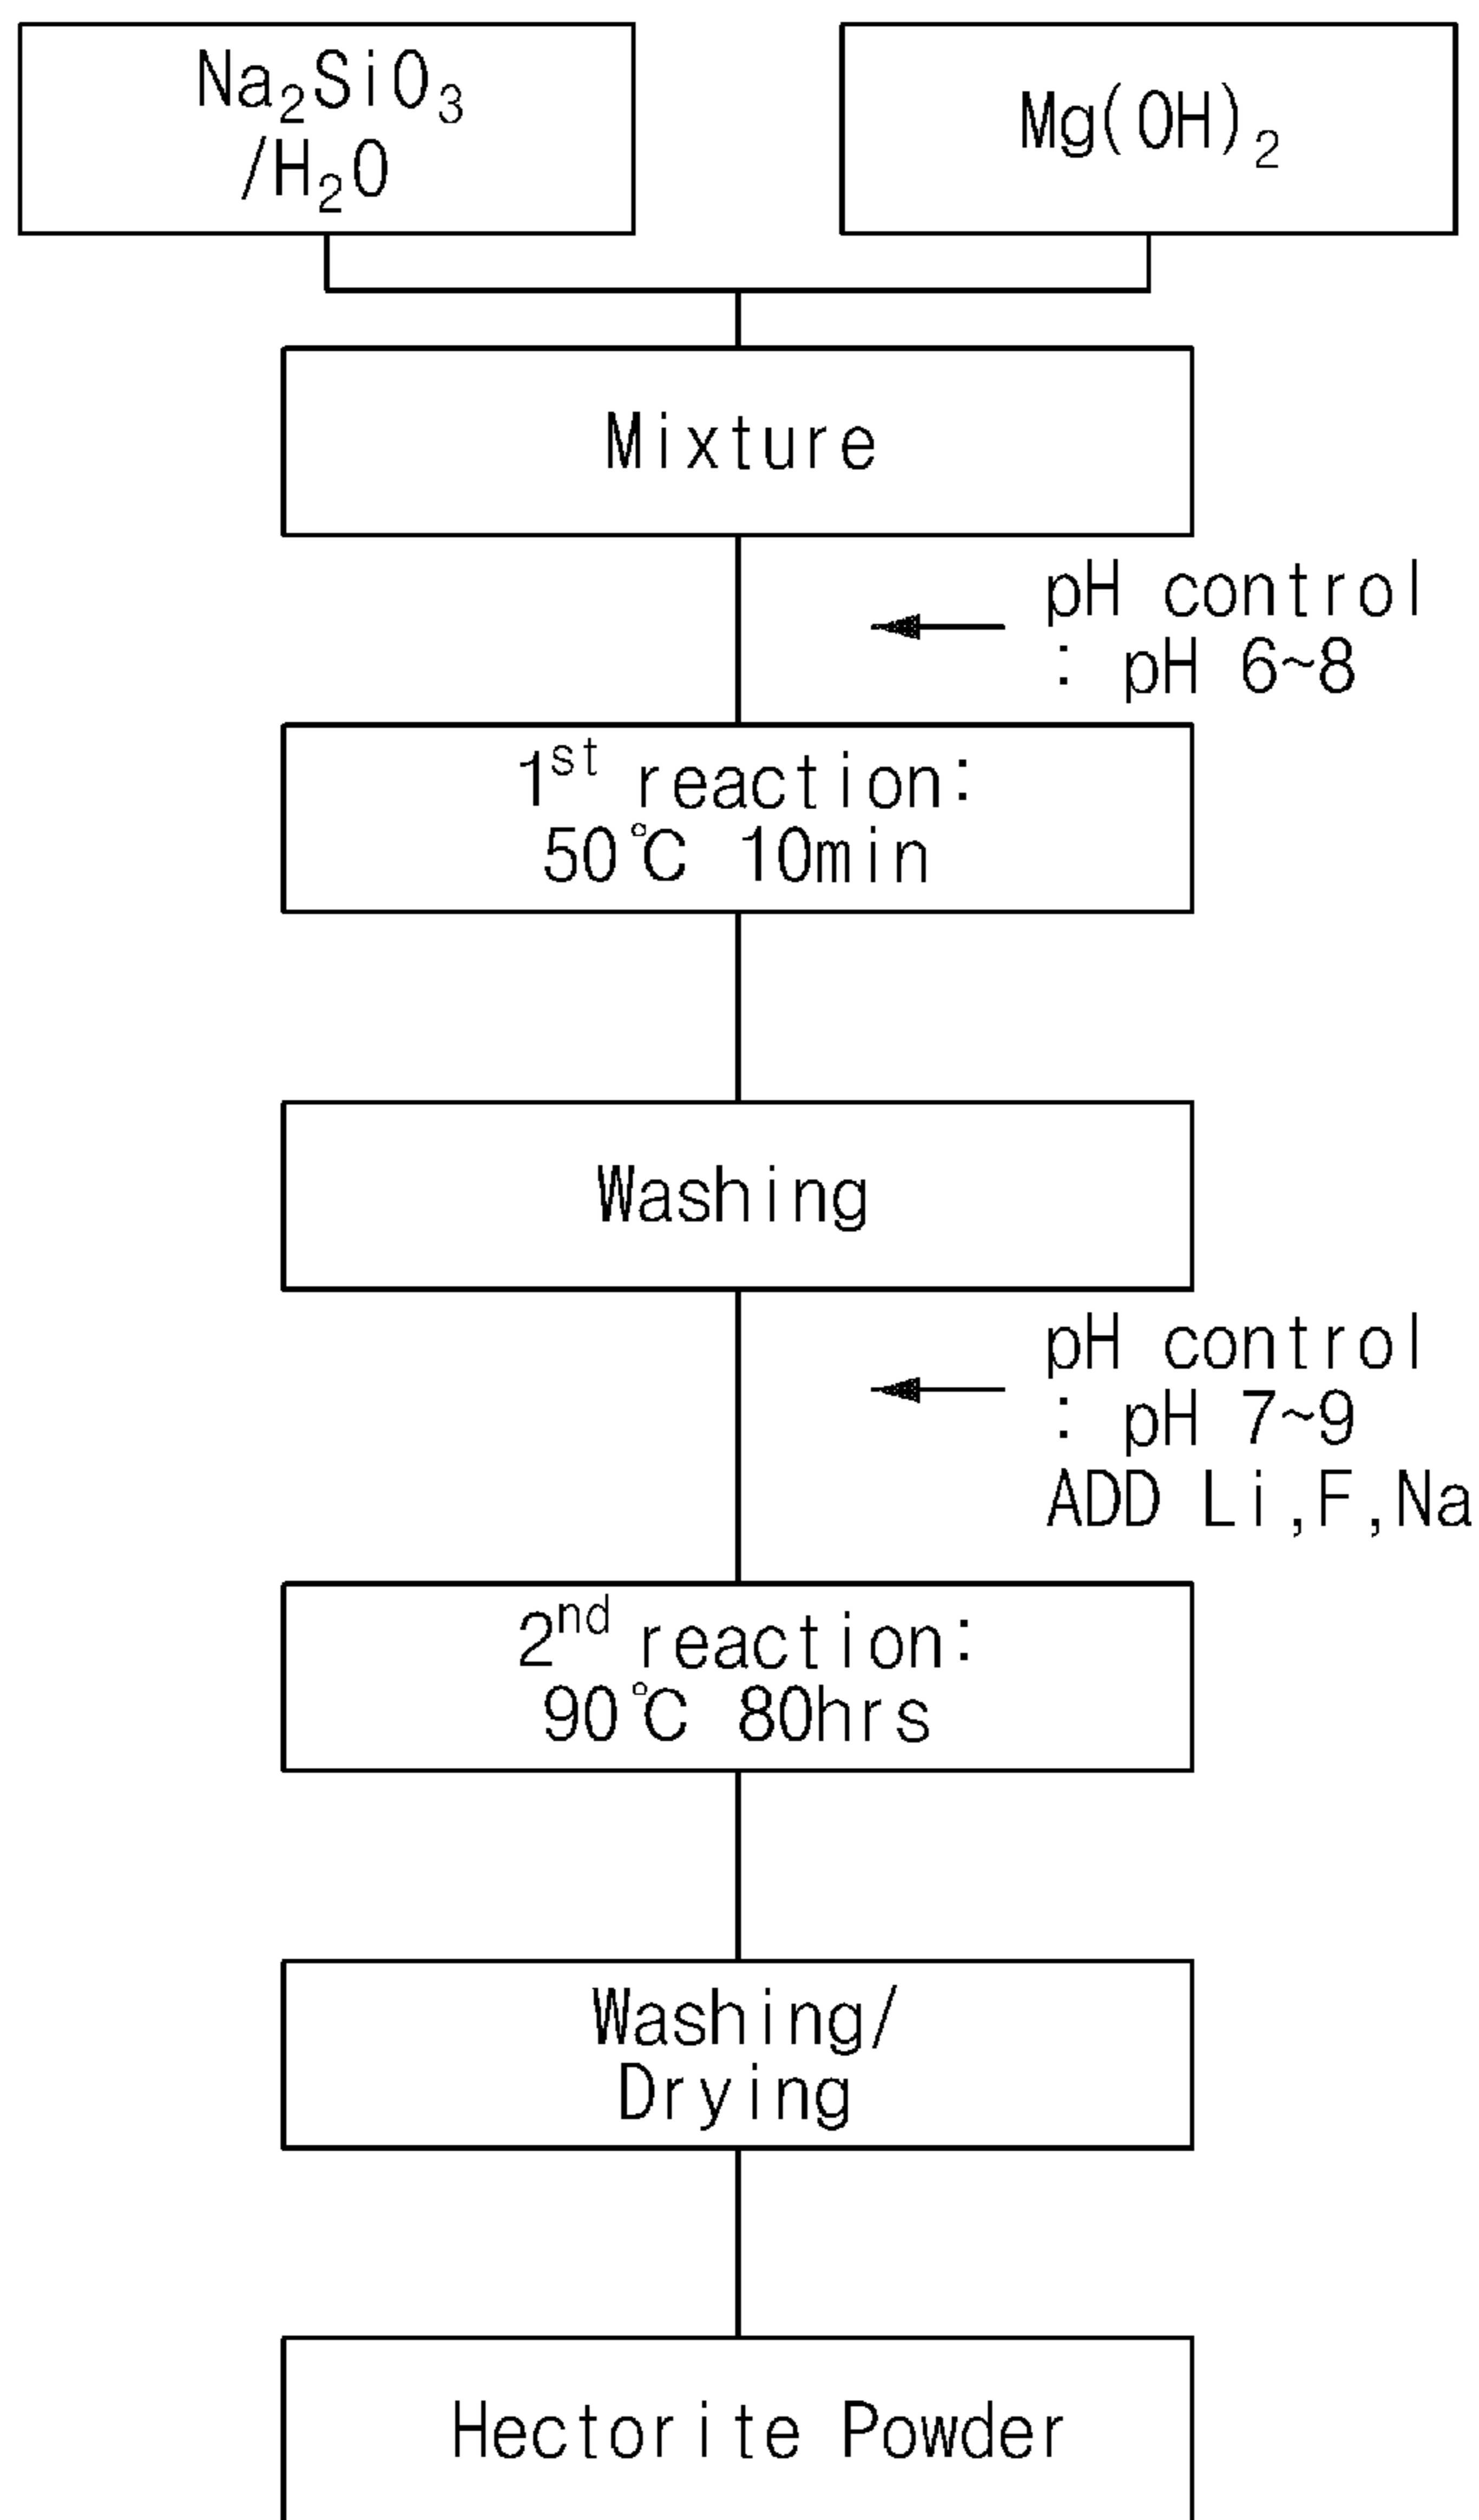 Na₂SiO₃
/H₂O
Mg(OH)₂
Mixture
pH control
: pH 6~8
1ˢᵗ reaction:
50℃ 10min
Washing
pH control
: pH 7~9
ADD Li,F,Na
2ⁿᵈ reaction:
90℃ 80hrs
Washing/
Drying
Hectorite Powder